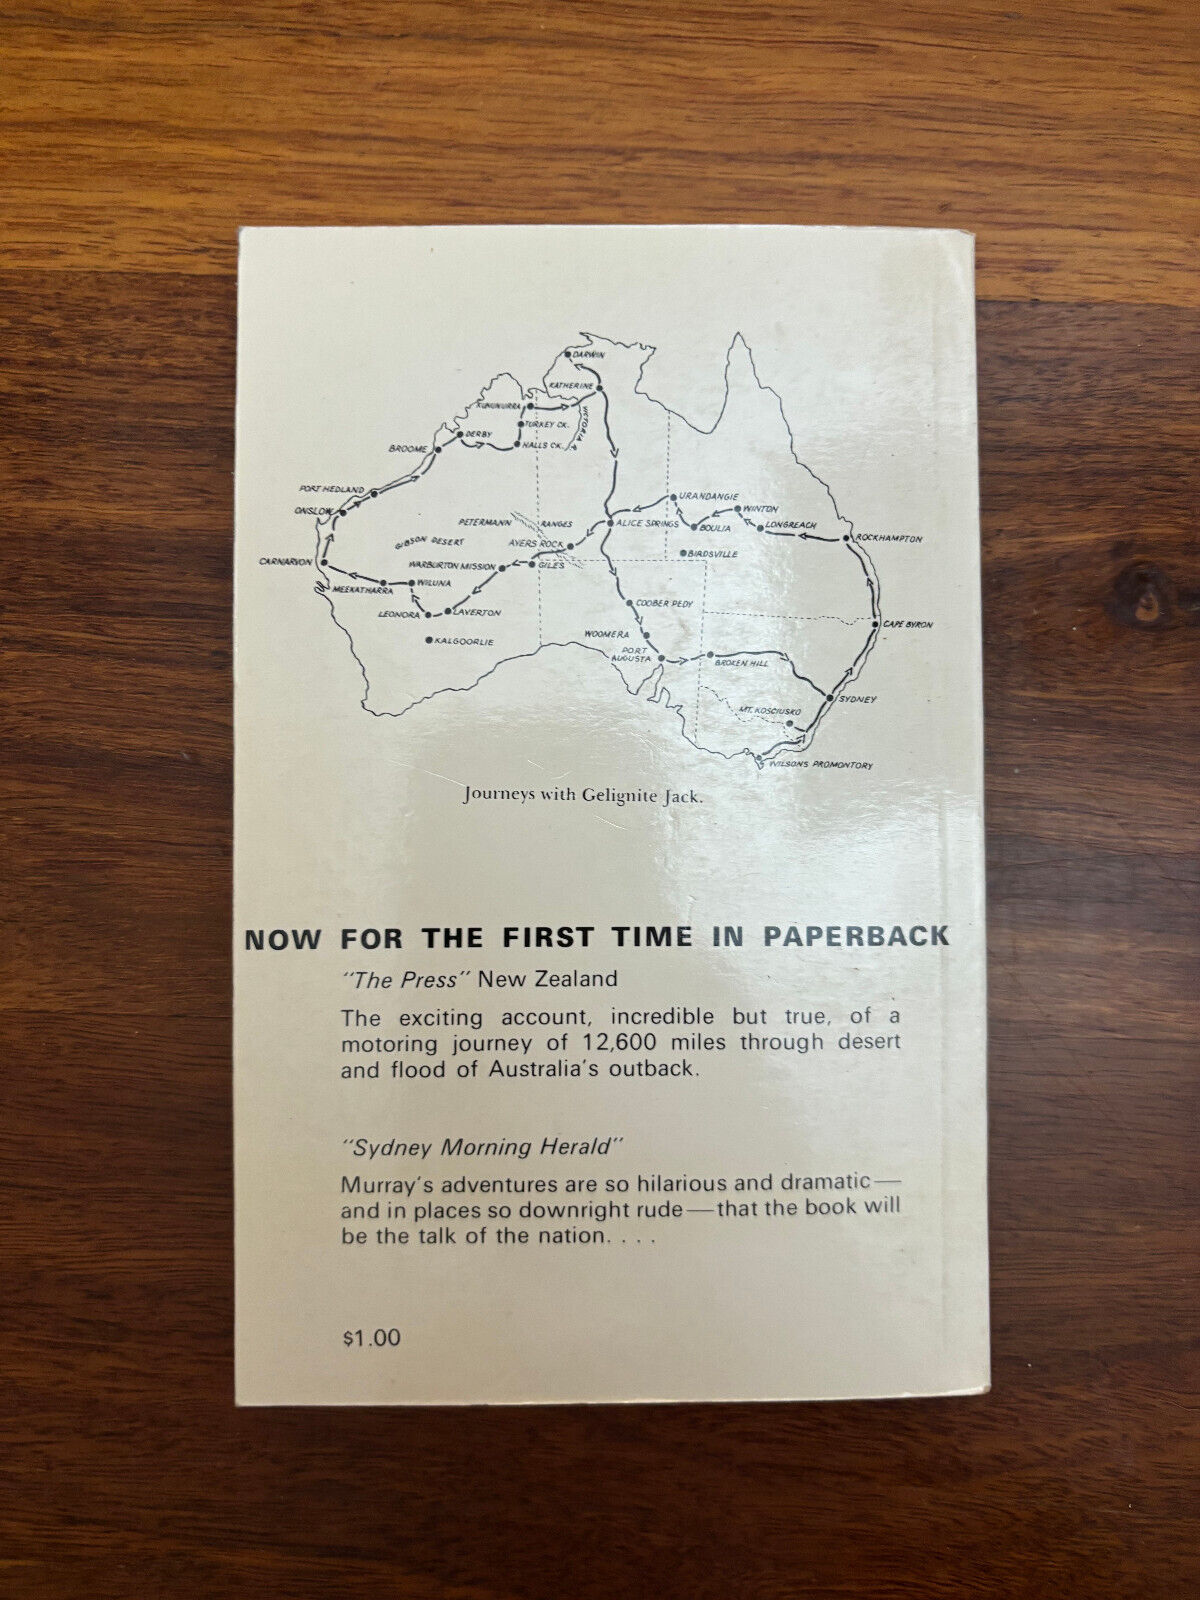 DARWIN
KATHERINE
KUNUNURRA
VICTORIA R.
TURKEY CK.
DERBY
HALLS CK.
BROOME
PORT HEDLAND
URANDANGIE
ONSLOW
WINTON
PETERMANN RANGES
ALICE SPRINGS
BOULIA
LONGREACH
ROCKHAMPTON
GIBSON DESERT
AYERS ROCK
BIRDSVILLE
CARNARVON
WARBURTON MISSION
GILES
MEEKATHARRA
WILUNA
COOBER PEDY
LEONORA
LAVERTON
CAPE BYRON
WOOMERA
KALGOORLIE
PORT
AUGUSTA
BROKEN HILL
SYDNEY
MT. KOSCIUSKO
WILSONS PROMONTORY
Journeys with Gelignite Jack.
NOW FOR THE FIRST TIME IN PAPERBACK
"The Press" New Zealand
The exciting account, incredible but true, of a
motoring journey of 12,600 miles through desert
and flood of Australia's outback.
"Sydney Morning Herald"
Murray's adventures are so hilarious and dramatic—
and in places so downright rude—that the book will
be the talk of the nation. . . .
$1.00